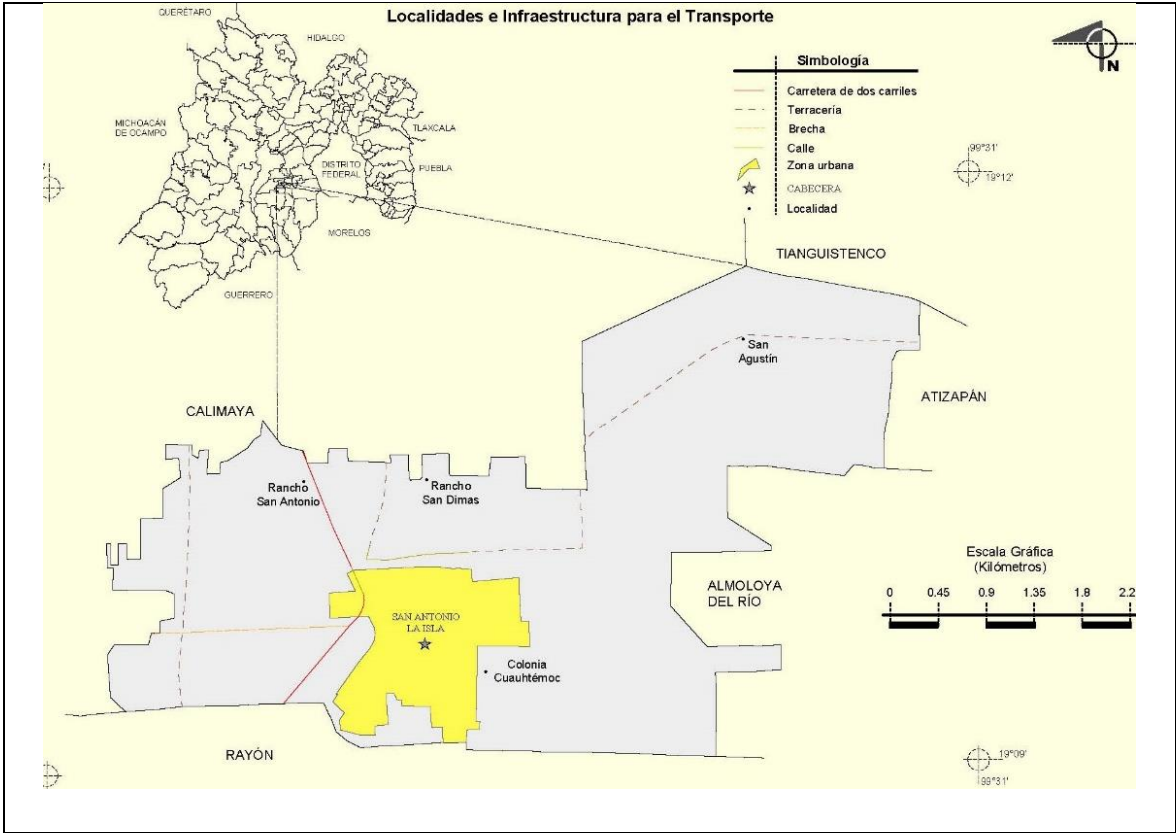 Localidades e Infraestructura para el Transporte
QUERÉTARO
HIDALGO
MICHOACÁN
DE OCAMPO
TLAXCALA
DISTRITO
FEDERAL
PUEBLA
MORELOS
GUERRERO
N
Simbología
Carretera de dos carriles
Terracería
Brecha
Calle
Zona urbana
CABECERA
Localidad
99°31'
19°12'
TIANGUISTENCO
San
Agustín
ATIZAPÁN
CALIMAYA
Rancho
San Antonio
Rancho
San Dimas
Escala Gráfica
(Kilómetros)
0 0.45 0.9 1.35 1.8 2.2
ALMOLOYA
DEL RÍO
SAN ANTONIO
LA ISLA
Colonia
Cuauhtémoc
RAYÓN
19°09'
99°31'